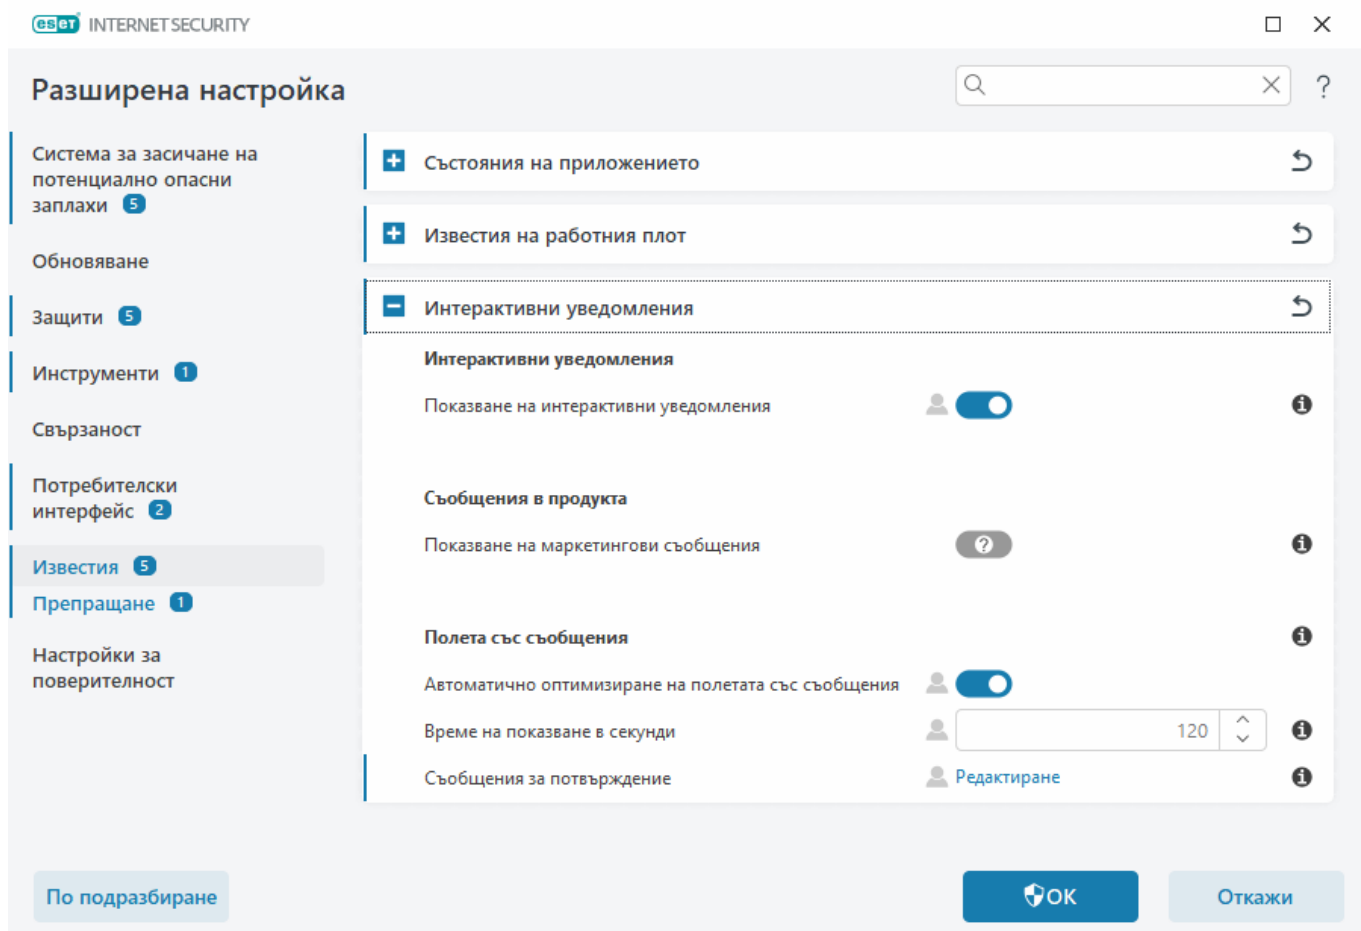 eset INTERNET SECURITY
Разширена настройка
?
Система за засичане на
потенциално опасни
заплахи 5
Обновяване
Защити 5
Инструменти 1
Свързаност
Потребителски
интерфейс 2
Известия 5
Препращане 1
Настройки за
поверителност
Състояния на приложението
Известия на работния плот
Интерактивни уведомления
Интерактивни уведомления
Показване на интерактивни уведомления
Съобщения в продукта
Показване на маркетингови съобщения ?
Полета със съобщения
Автоматично оптимизиране на полетата със съобщения
Време на показване в секунди 120
Съобщения за потвърждение Редактиране
По подразбиране
OK
Откажи